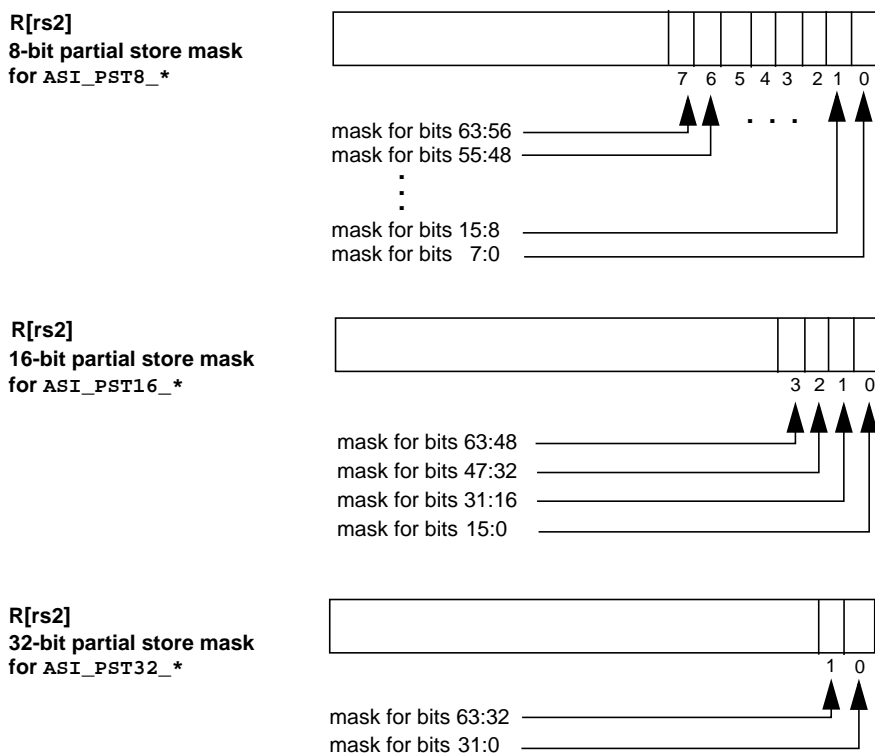 R[rs2]
8-bit partial store mask
for ASI_PST8_*
7 6 5 4 3 2 1 0
. . .
mask for bits 63:56
mask for bits 55:48
.
.
.
mask for bits 15:8
mask for bits 7:0
R[rs2]
16-bit partial store mask
for ASI_PST16_*
3 2 1 0
mask for bits 63:48
mask for bits 47:32
mask for bits 31:16
mask for bits 15:0
R[rs2]
32-bit partial store mask
for ASI_PST32_*
1 0
mask for bits 63:32
mask for bits 31:0